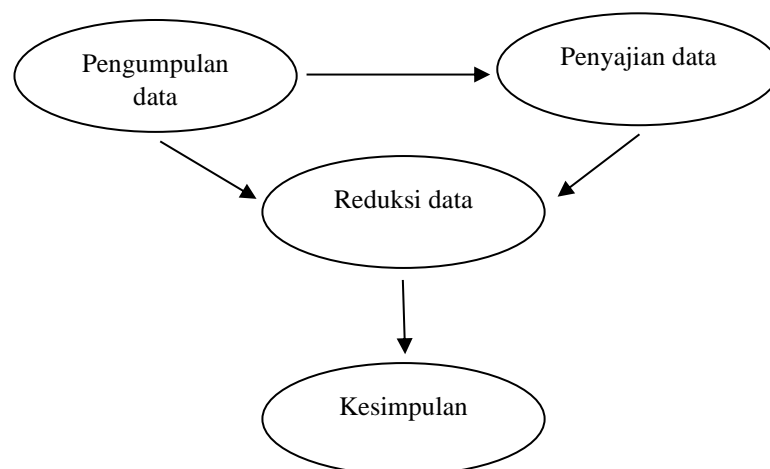 Pengumpulan
data
Penyajian data
Reduksi data
Kesimpulan